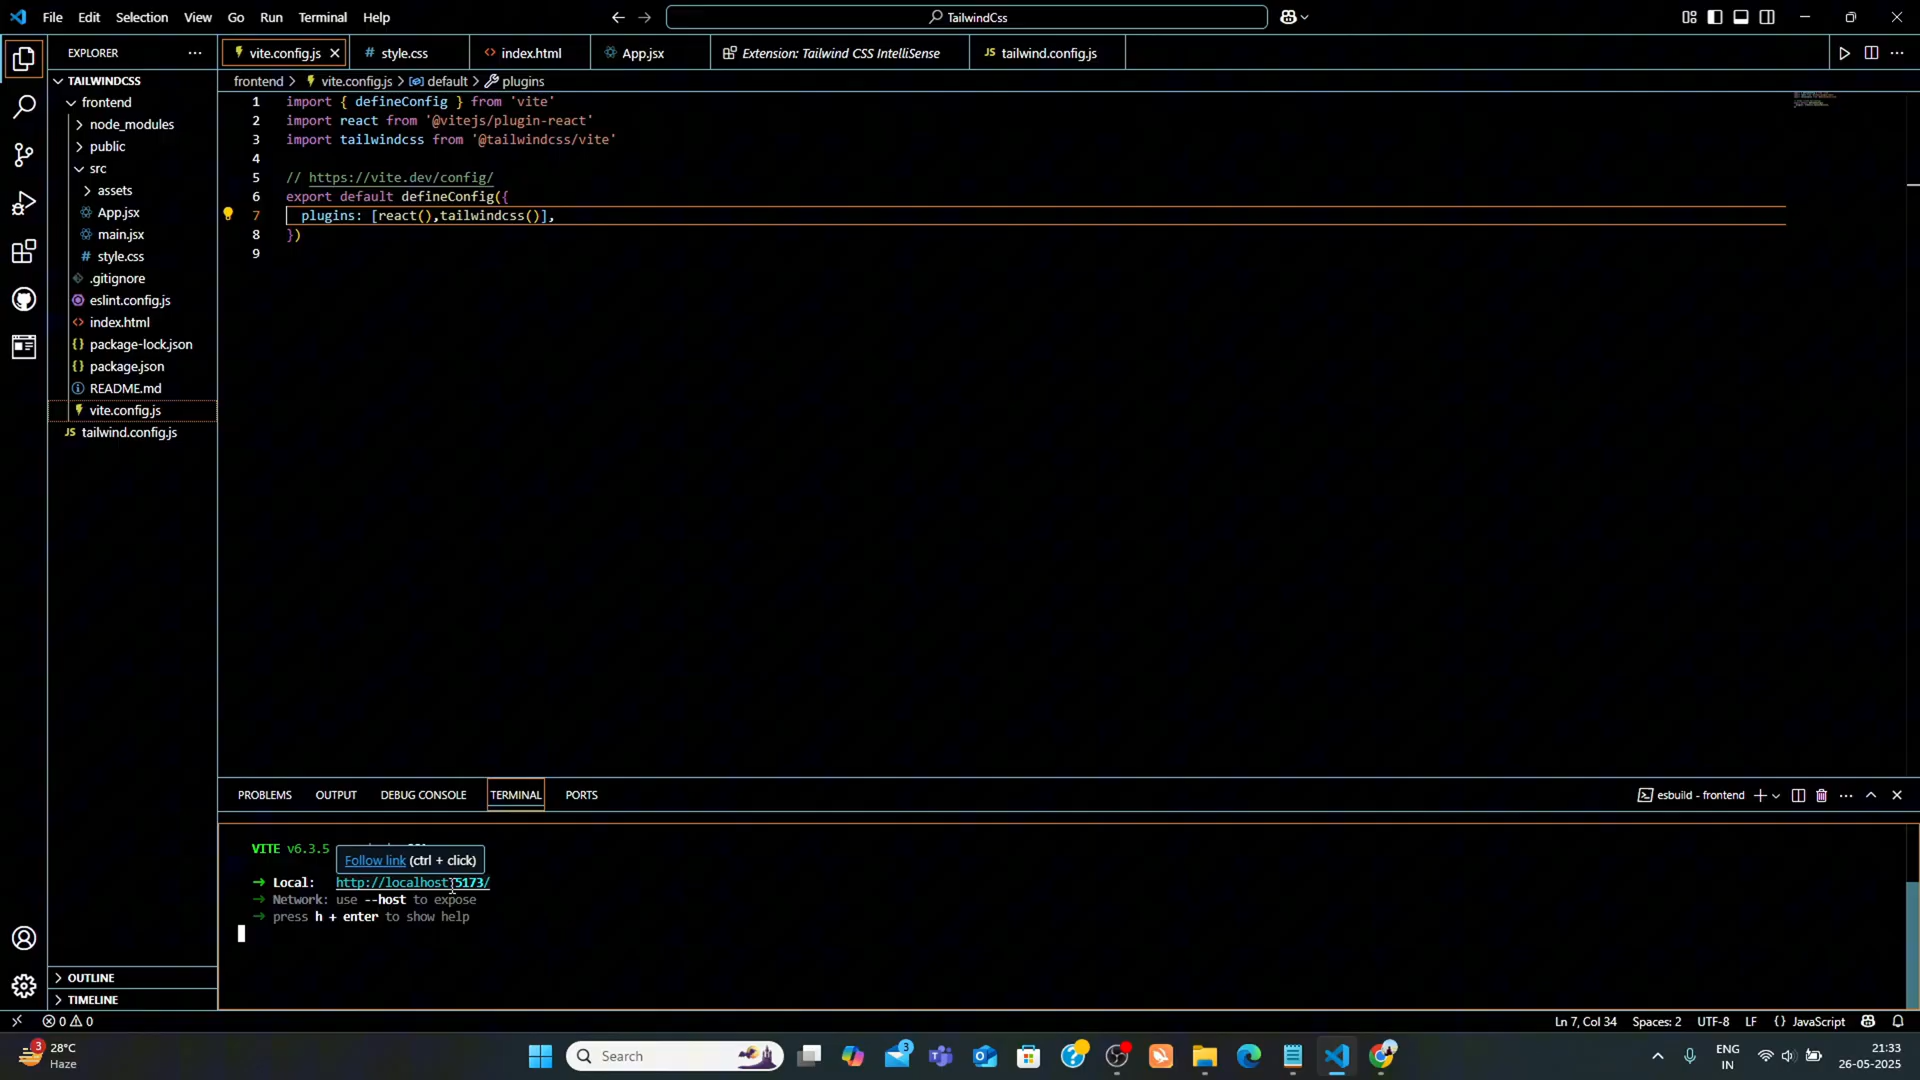 File Edit Selection View Go Run Terminal Help
TailwindCss
EXPLORER
vite.config.js
style.css
index.html
App.jsx
Extension: Tailwind CSS IntelliSense
tailwind.config.js
frontend > vite.config.js > default > plugins
TAILWINDCSS
frontend
node_modules
public
src
assets
App.jsx
main.jsx
style.css
.gitignore
eslint.config.js
index.html
package-lock.json
package.json
README.md
vite.config.js
tailwind.config.js
OUTLINE
TIMELINE
1 import { defineConfig } from 'vite'
2 import react from '@vitejs/plugin-react'
3 import tailwindcss from '@tailwindcss/vite'
4
5 // https://vite.dev/config/
6 export default defineConfig({
7 plugins: [react(),tailwindcss()],
8 })
9
PROBLEMS OUTPUT DEBUG CONSOLE TERMINAL PORTS
esbuild - frontend
VITE v6.3.5
Follow link (ctrl + click)
➜ Local: http://localhost:5173/
➜ Network: use --host to expose
➜ press h + enter to show help
0 0
Ln 7, Col 34 Spaces: 2 UTF-8 LF {} JavaScript
3
28°C
Haze
Search
3
ENG
IN
21:33
26-05-2025